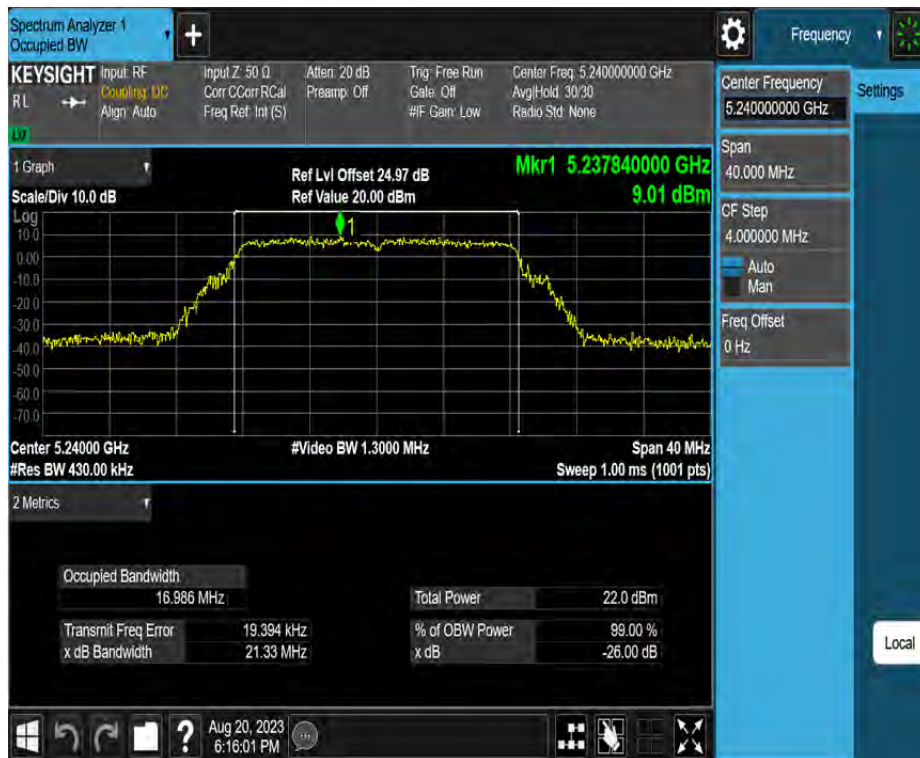 Spectrum Analyzer 1
Occupied BW
Frequency
KEYSIGHT
RL
Input: RF
Coupling: DC
Align: Auto
Input Z: 50 Ω
Corr CCorr RCal
Freq Ref: Int (S)
Atten: 20 dB
Preamp: Off
Trig: Free Run
Gate: Off
#IF Gain: Low
Center Freq: 5.240000000 GHz
Avg|Hold: 30/30
Radio Std: None
Center Frequency
5.240000000 GHz
Settings
Span
40.000 MHz
CF Step
4.000000 MHz
Auto
Man
Freq Offset
0 Hz
1 Graph
Scale/Div 10.0 dB
Ref Lvl Offset 24.97 dB
Ref Value 20.00 dBm
Mkr1 5.237840000 GHz
9.01 dBm
Log
1
10.0
0.00
-10.0
-20.0
-30.0
-40.0
-50.0
-60.0
-70.0
Center 5.24000 GHz
#Video BW 1.3000 MHz
Span 40 MHz
#Res BW 430.00 kHz
Sweep 1.00 ms (1001 pts)
2 Metrics
Occupied Bandwidth
16.986 MHz
Total Power 22.0 dBm
Transmit Freq Error 19.394 kHz
% of OBW Power 99.00 %
x dB Bandwidth 21.33 MHz
x dB -26.00 dB
Local
?
Aug 20, 2023
6:16:01 PM